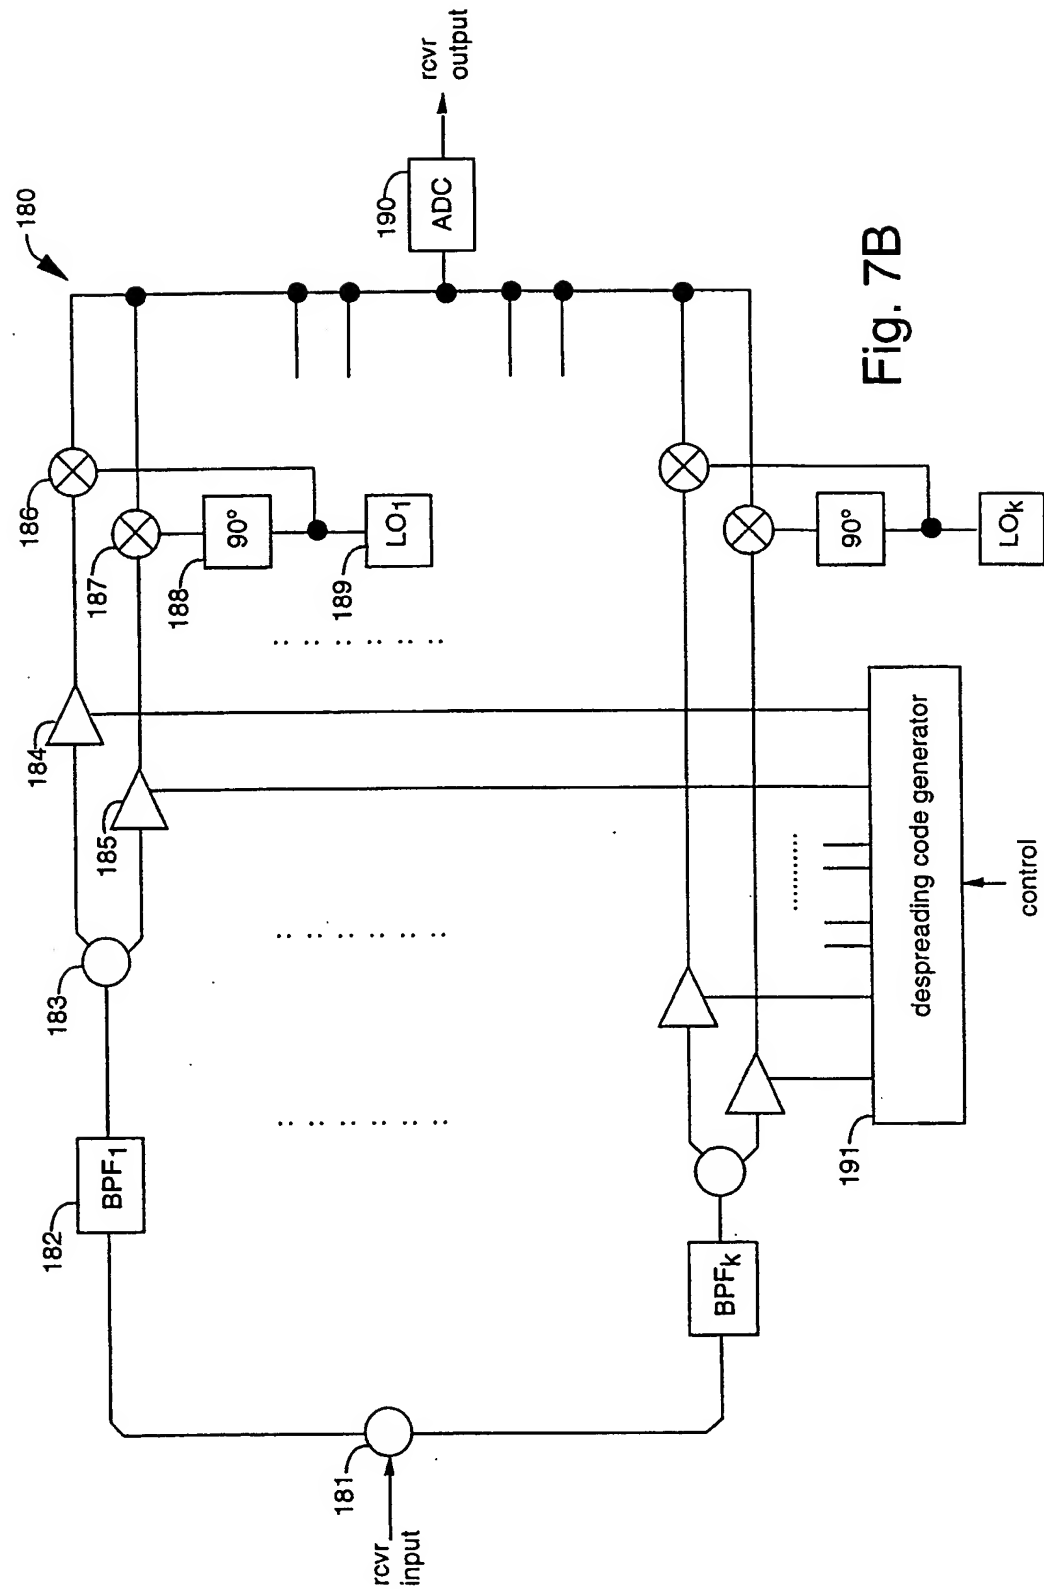 180
rcvr
output
190
ADC
186
187
188
90°
189
LO1
184
185
183
182
BPF1
181
rcvr
input
90°
LOk
BPFk
191
despreading code generator
control
Fig. 7B